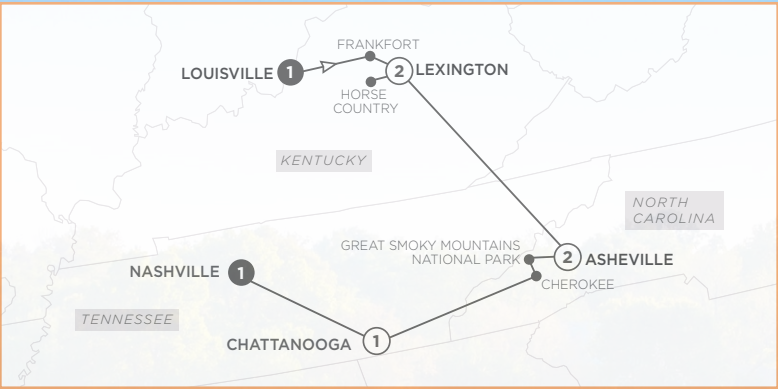 FRANKFORT
LOUISVILLE 1
2 LEXINGTON
HORSE
COUNTRY
KENTUCKY
NORTH
CAROLINA
GREAT SMOKY MOUNTAINS
NATIONAL PARK
2 ASHEVILLE
NASHVILLE 1
CHEROKEE
TENNESSEE
CHATTANOOGA 1